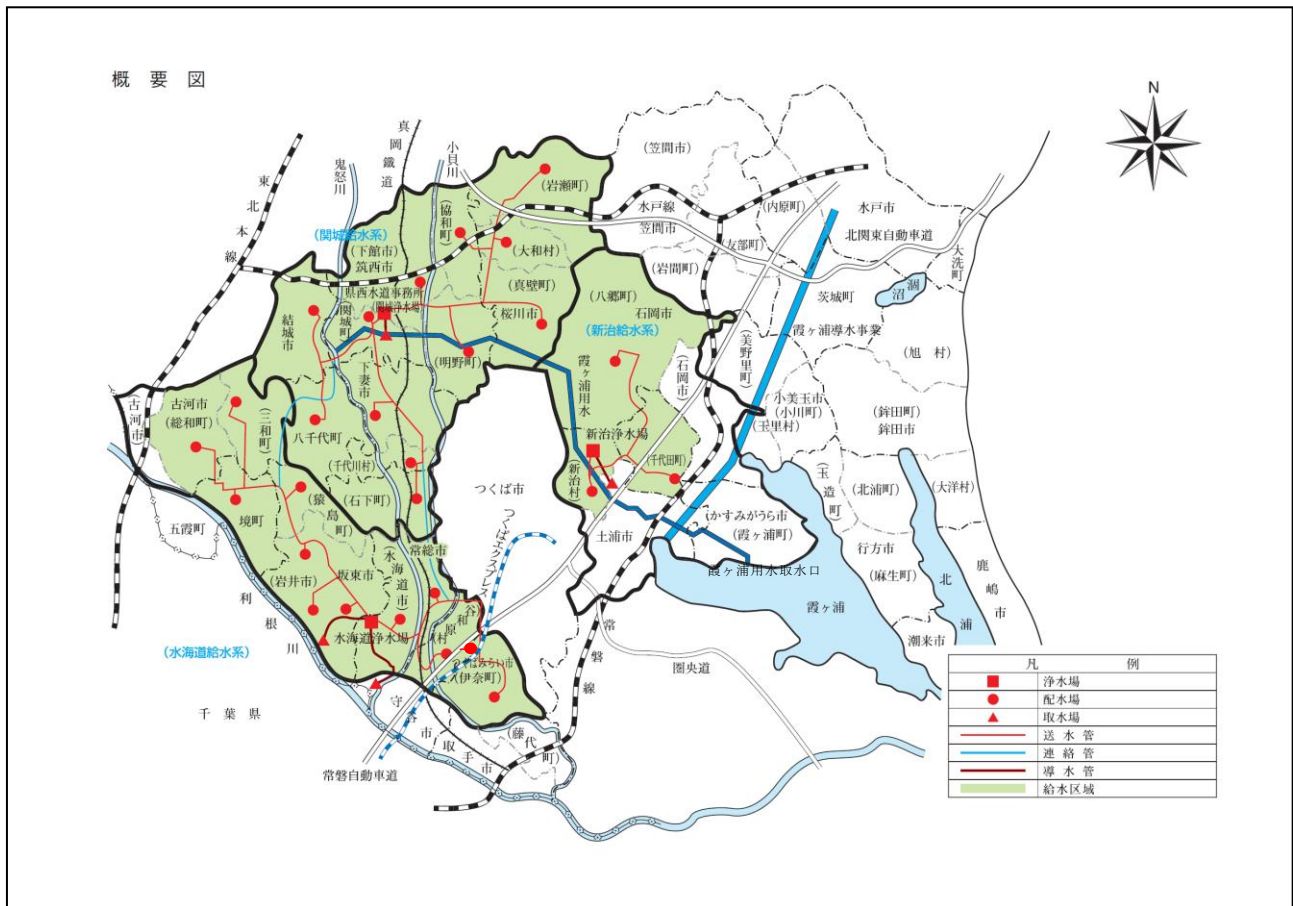 概要図
N
真岡鐵道
小貝川
鬼怒川
東北本線
(笠間市)
(岩瀬町)
(協和町)
水戸線
笠間市
(内原町)
水戸市
北関東自動車道
大洗町
(関城給水系)
(下館市)
筑西市
(大和村)
(友部町)
(岩間町)
涸沼
茨城町
県西水道事務所
(関城浄水場)
(真壁町)
(八郷町)
石岡市
桜川市
(新治給水系)
霞ヶ浦導水事業
結城市
(関城町)
(美野里町)
(旭村)
(明野町)
下妻市
霞ヶ浦用水
(石岡市)
小美玉市
(小川町)
(玉里村)
(鉾田町)
鉾田市
(古河市)
古河市
(総和町)
(三和町)
八千代町
新治浄水場
(千代川村)
(新治村)
(千代田町)
(玉造町)
(北浦町)
(大洋村)
つくば市
(猿島町)
(石下町)
境町
五霞町
つくばエクスプレス
かすみがうら市
(霞ヶ浦町)
土浦市
行方市
(麻生町)
常総市
(水海道市)
(岩井市)
坂東市
霞ヶ浦用水取水口
霞ヶ浦
北浦
鹿嶋市
利根川
谷和原村
水海道浄水場
潮来市
(水海道給水系)
つくばみらい市
(伊奈町)
常磐線
圏央道
千葉県
守谷市
取手市
(藤代町)
常磐自動車道
凡例
浄水場
配水場
取水場
送水管
連絡管
導水管
給水区域